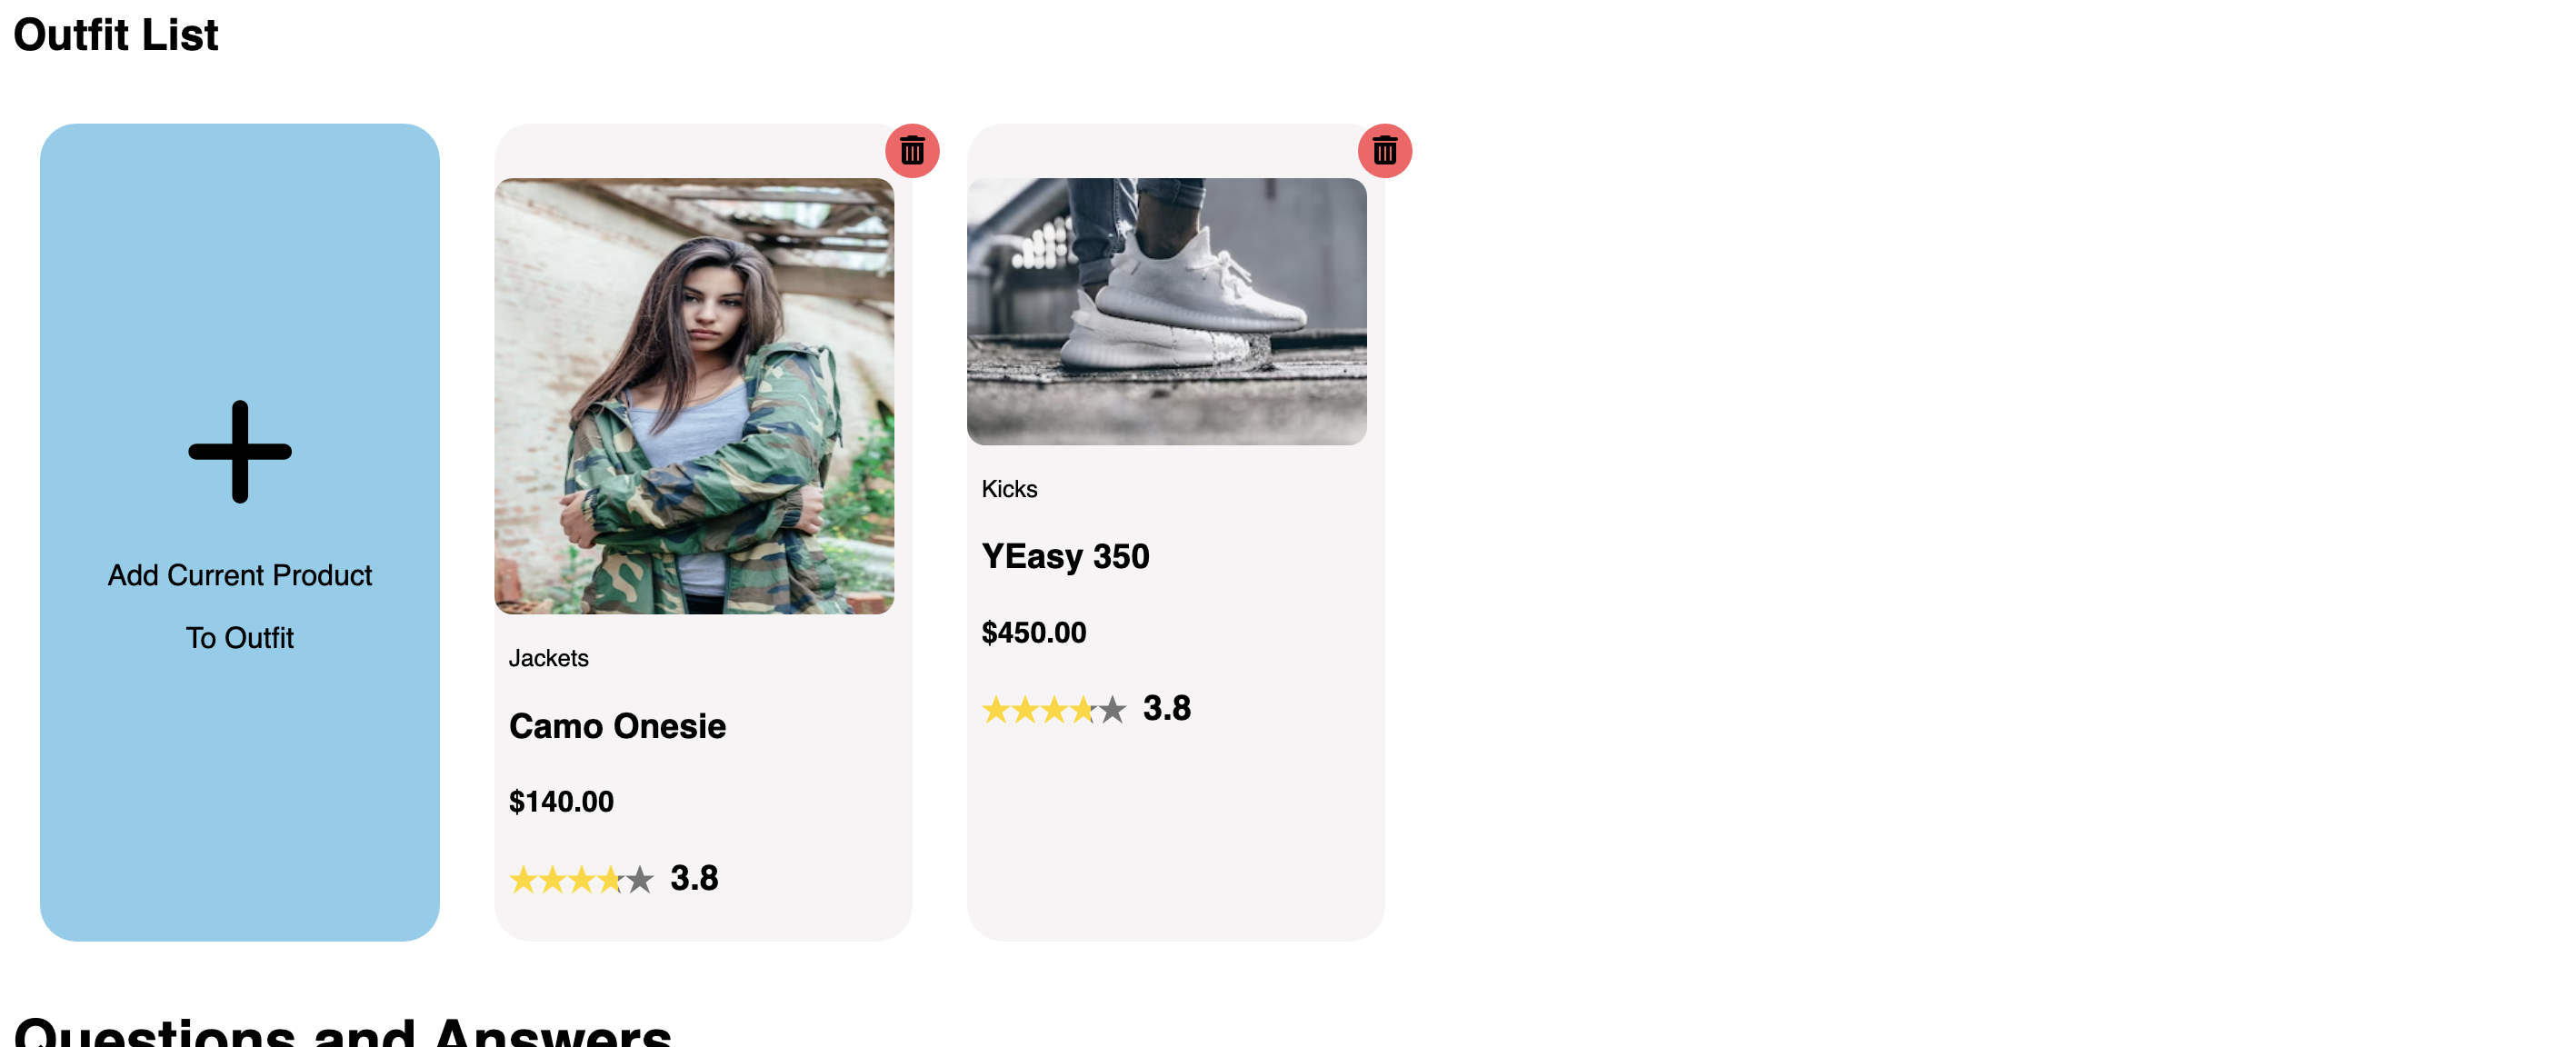 Outfit List
Add Current Product
To Outfit
Jackets
Camo Onesie
$140.00
3.8
Kicks
YEasy 350
$450.00
3.8
Questions and Answers